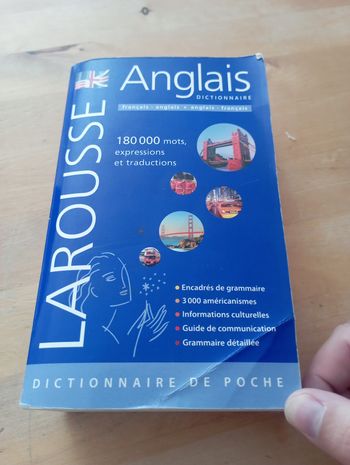 LAROUSSE
Anglais
DICTIONNAIRE
français - anglais • anglais - français
180 000 mots,
expressions
et traductions
Encadrés de grammaire
3 000 américanismes
Informations culturelles
Guide de communication
Grammaire détaillée
DICTIONNAIRE DE POCHE